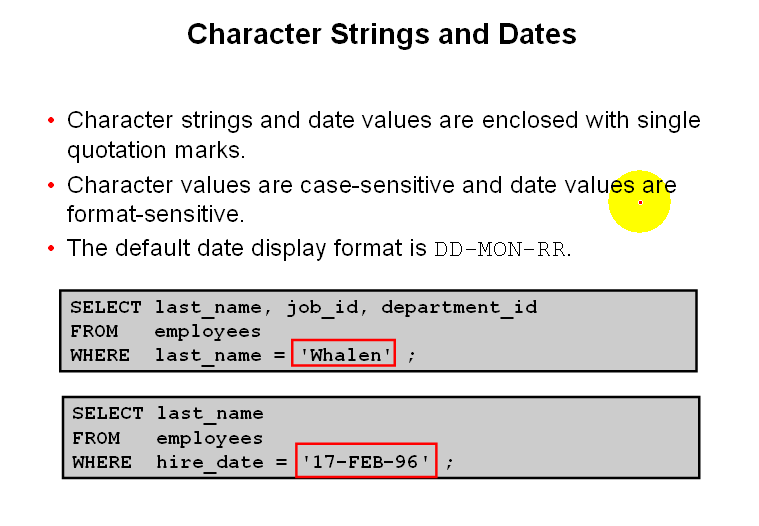 Character Strings and Dates
• Character strings and date values are enclosed with single
quotation marks.
• Character values are case-sensitive and date values are
format-sensitive.
• The default date display format is DD-MON-RR.
SELECT last_name, job_id, department_id
FROM   employees
WHERE  last_name = 'Whalen' ;
SELECT last_name
FROM   employees
WHERE  hire_date = '17-FEB-96' ;